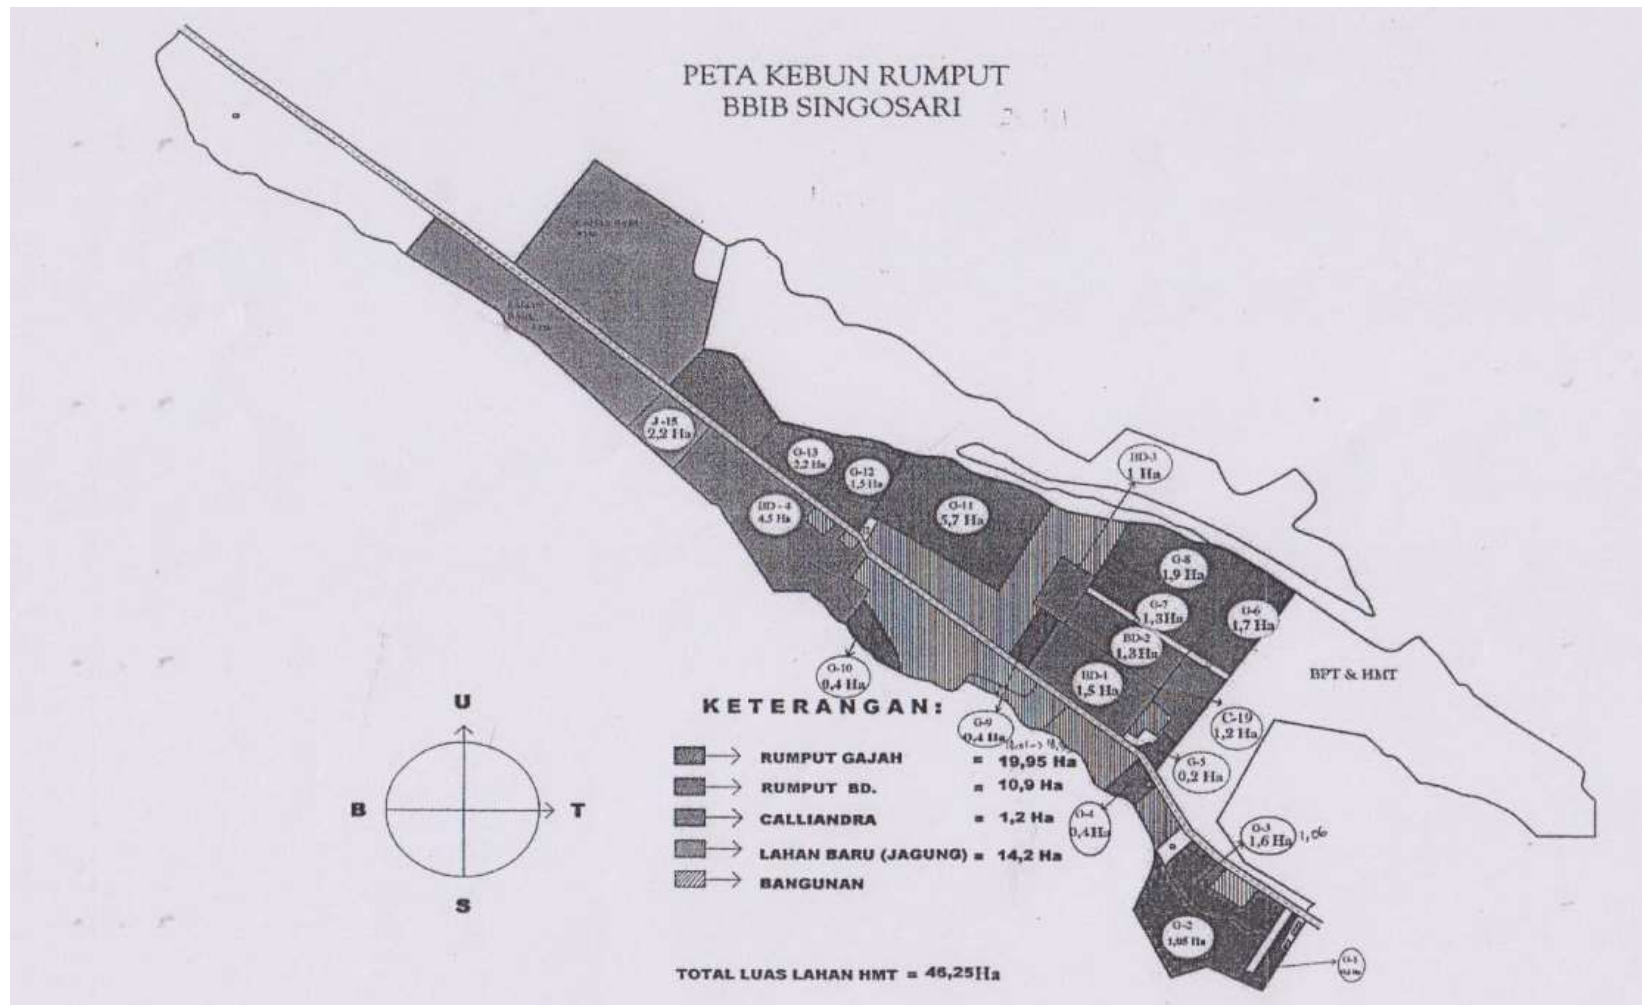 PETA KEBUN RUMPUT
BBIB SINGOSARI
J-15
2,2 Ha
G-13
2,2 Ha
G-12
1,5 Ha
BD-4
4,5 Ha
G-11
BD-3
1 Ha
G-8
1,9 Ha
G-7
1,3Ha
G-6
1,7 Ha
BD-2
1,3Ha
BD-1
1,5 Ha
G-10
0,4 Ha
G-9
0,4 Ha
C-19
1,2 Ha
G-5
0,2 Ha
G-4
0,4Ha
G-3
1,6 Ha
1,06
G-2
1,05 Ha
G-1
BPT & HMT
U
B
T
S
KETERANGAN:
RUMPUT GAJAH = 19,95 Ha
RUMPUT BD. = 10,9 Ha
CALLIANDRA = 1,2 Ha
LAHAN BARU (JAGUNG) = 14,2 Ha
BANGUNAN
TOTAL LUAS LAHAN HMT = 46,25Ha